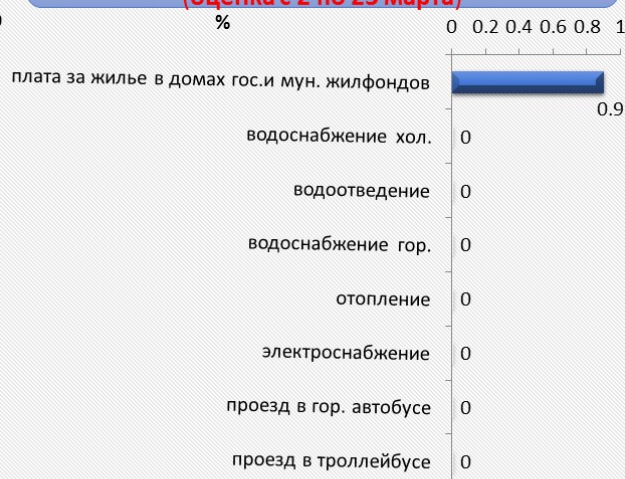 (оценка с 2 по 25 марта)
%
0 0.2 0.4 0.6 0.8 1
плата за жилье в домах гос.и мун. жилфондов
0.9
водоснабжение хол. 0
водоотведение 0
водоснабжение гор. 0
отопление 0
электроснабжение 0
проезд в гор. автобусе 0
проезд в троллейбусе 0